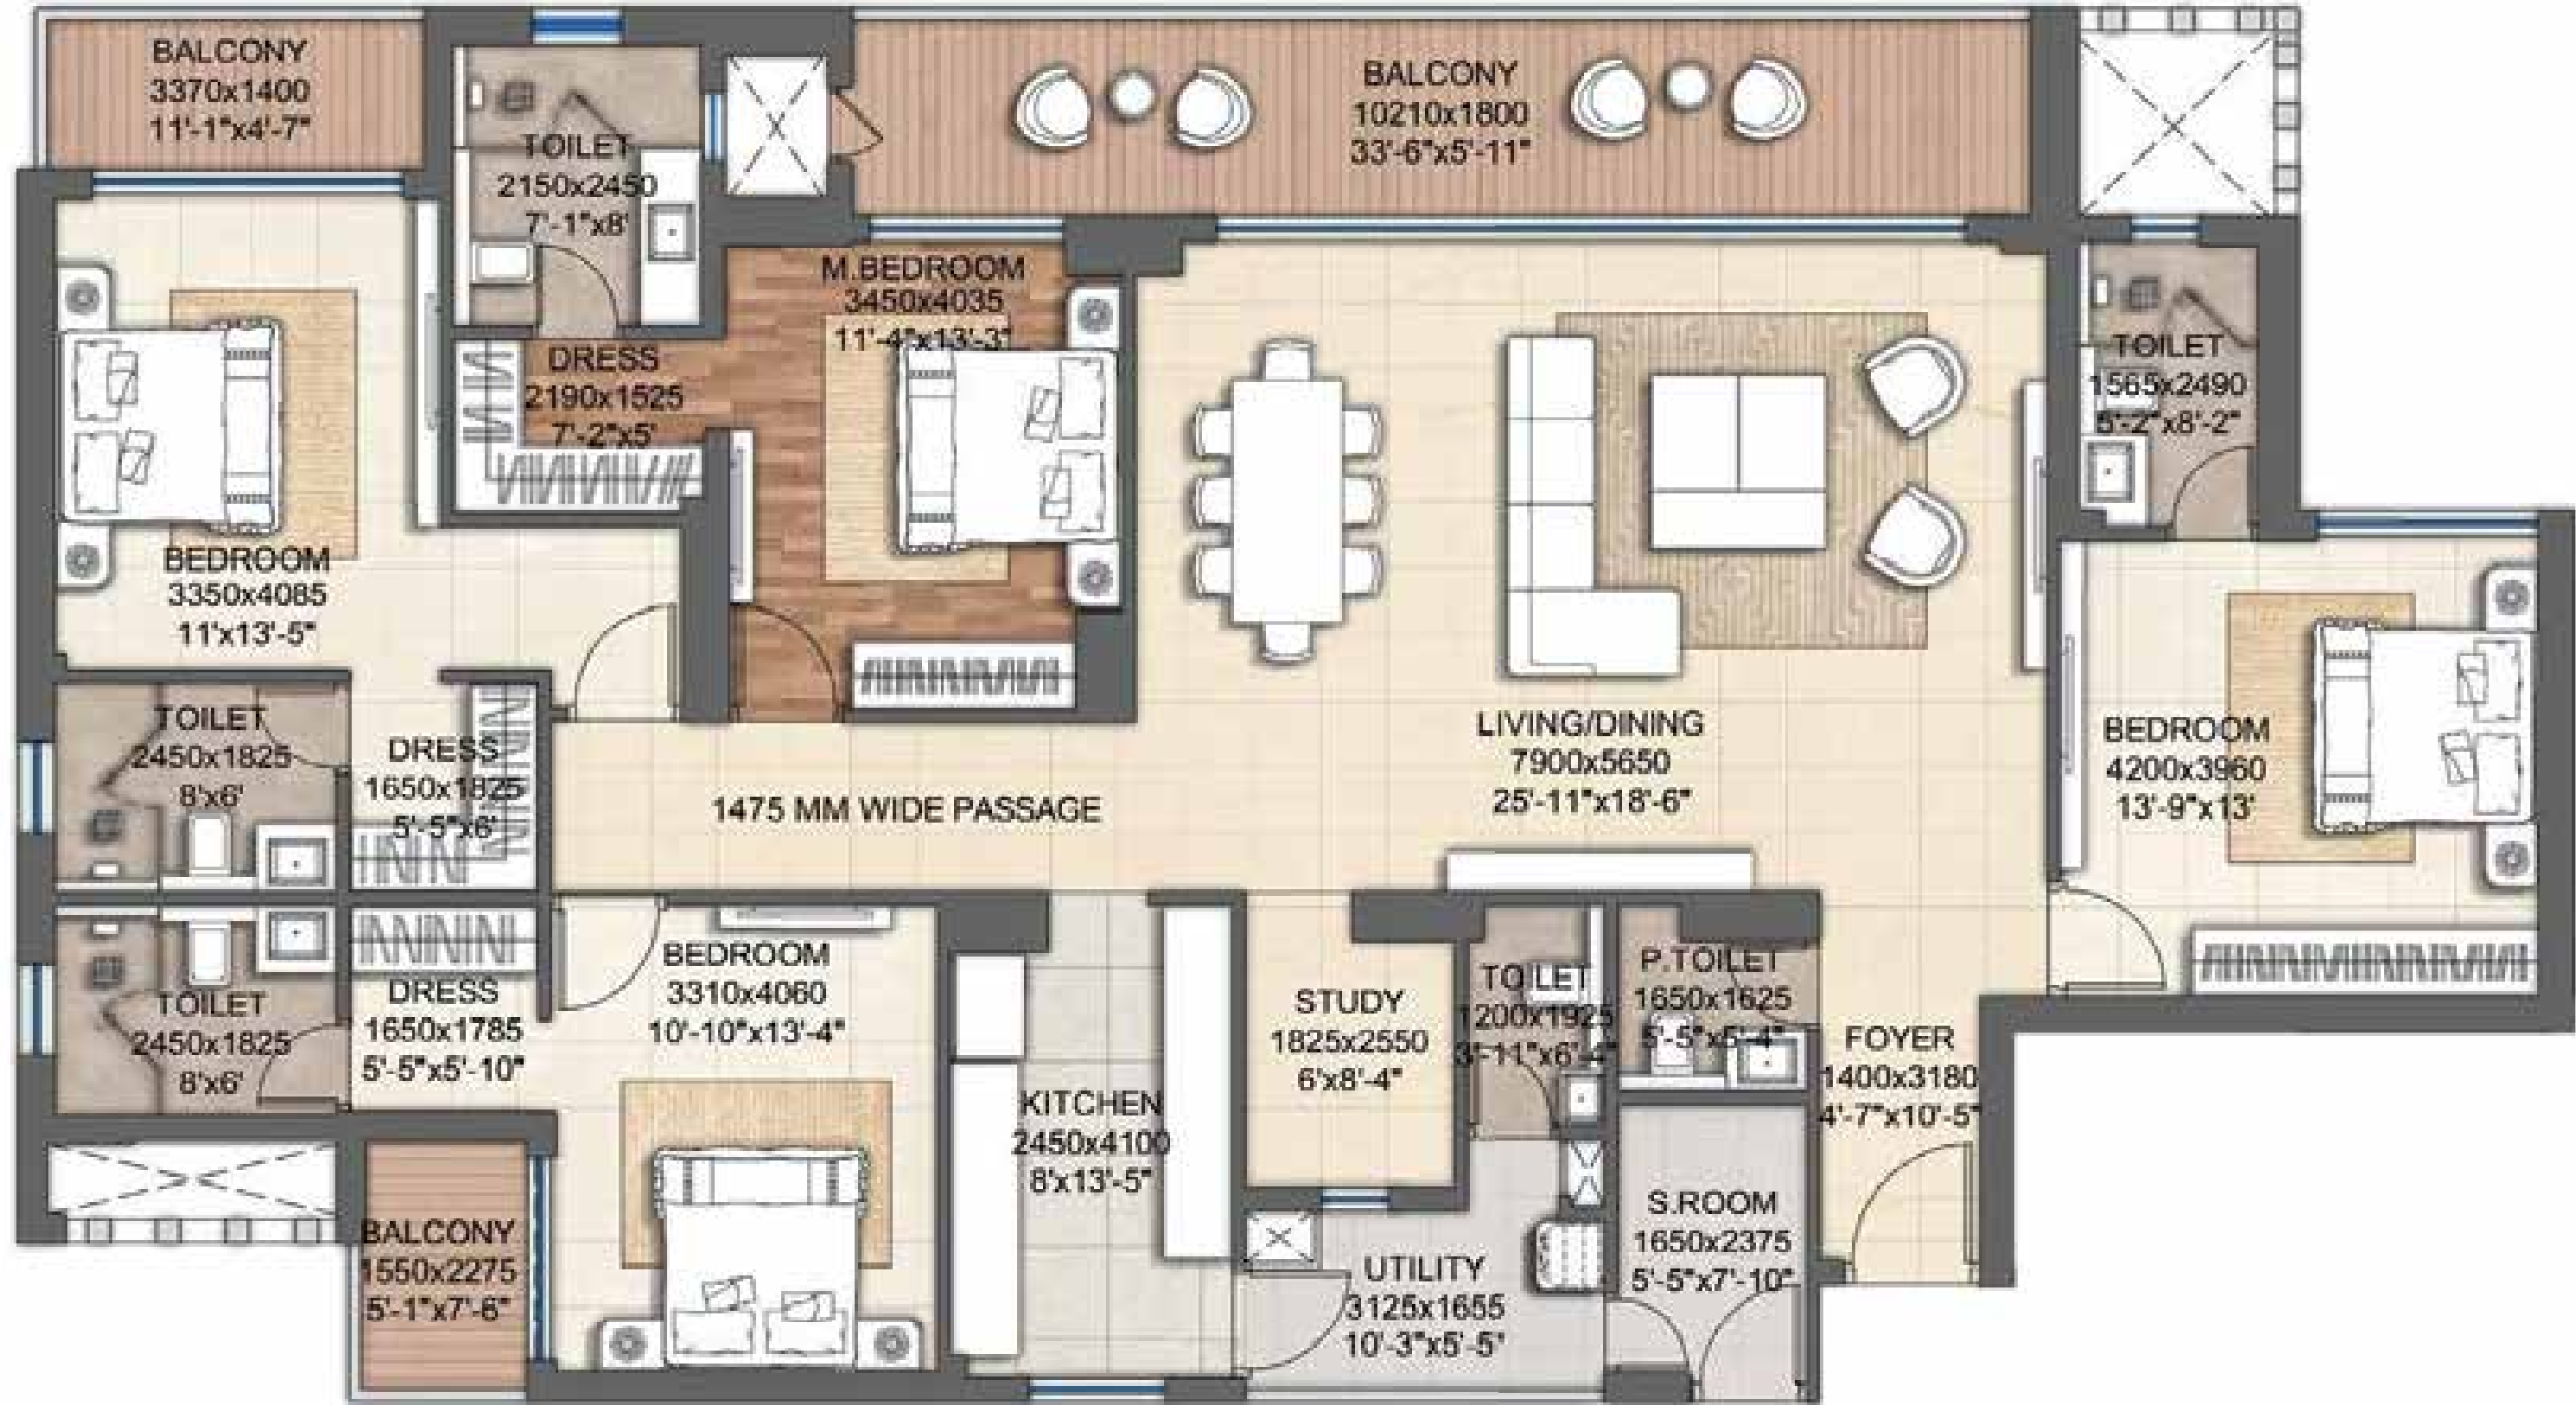 BALCONY
3370x1400
11'-1"x4'-7"
TOILET
2150x2450
7'-1"x8'
BALCONY
10210x1800
33'-6"x5'-11"
M.BEDROOM
3450x4035
11'-4"x13'-3"
DRESS
2190x1525
7'-2"x5'
TOILET
1565x2490
5'-2"x8'-2"
BEDROOM
3350x4085
11'x13'-5"
TOILET
2450x1825
8'x6'
DRESS
1650x1825
5'-5"x6'
1475 MM WIDE PASSAGE
LIVING/DINING
7900x5650
25'-11"x18'-6"
BEDROOM
4200x3960
13'-9"x13'
TOILET
2450x1825
8'x6'
DRESS
1650x1785
5'-5"x5'-10"
BEDROOM
3310x4060
10'-10"x13'-4"
KITCHEN
2450x4100
8'x13'-5"
STUDY
1825x2550
6'x8'-4"
TOILET
1200x1925
3'-11"x6'-4"
P.TOILET
1650x1625
5'-5"x5'-4"
FOYER
1400x3180
4'-7"x10'-5"
BALCONY
1550x2275
5'-1"x7'-6"
UTILITY
3125x1655
10'-3"x5'-5"
S.ROOM
1650x2375
5'-5"x7'-10"